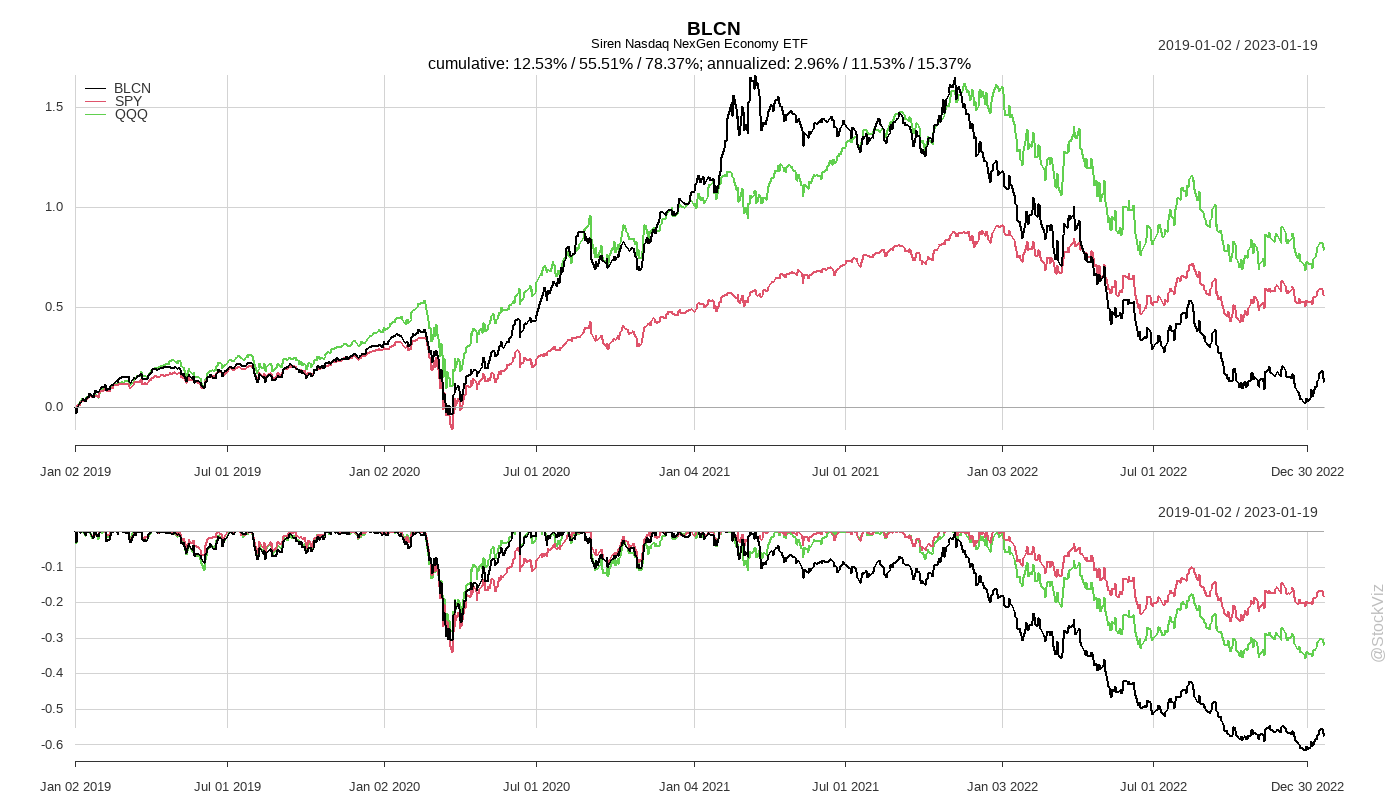 BLCN
Siren Nasdaq NexGen Economy ETF
2019-01-02 / 2023-01-19
cumulative: 12.53% / 55.51% / 78.37%; annualized: 2.96% / 11.53% / 15.37%
BLCN
SPY
QQQ
1.5
1.0
0.5
0.0
Jan 02 2019 Jul 01 2019 Jan 02 2020 Jul 01 2020 Jan 04 2021 Jul 01 2021 Jan 03 2022 Jul 01 2022 Dec 30 2022
2019-01-02 / 2023-01-19
-0.1
-0.2
-0.3
-0.4
-0.5
-0.6
Jan 02 2019 Jul 01 2019 Jan 02 2020 Jul 01 2020 Jan 04 2021 Jul 01 2021 Jan 03 2022 Jul 01 2022 Dec 30 2022
@StockViz